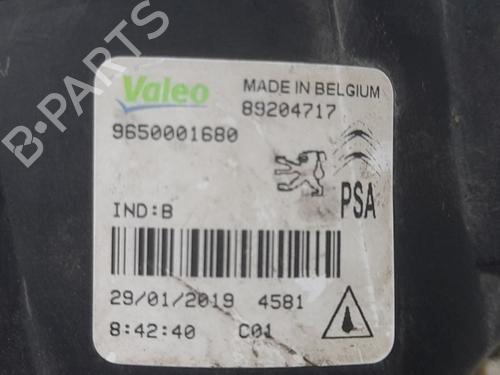 B-PARTS
Valeo
MADE IN BELGIUM
89204717
9650001680
PSA
IND:B
29/01/2019 4581
8:42:40 C01